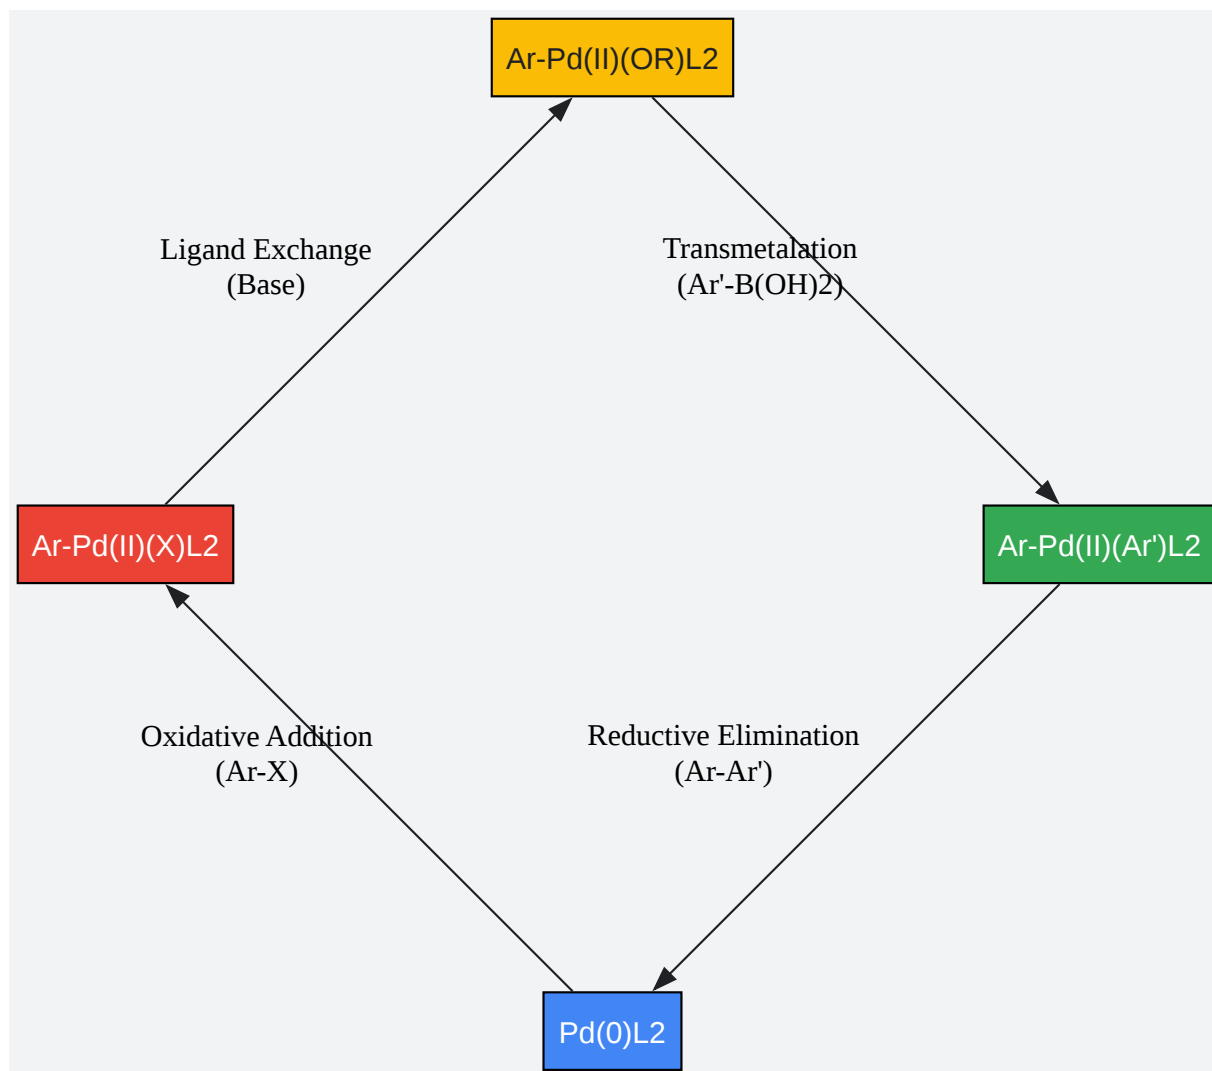 Ar-Pd(II)(OR)L2
Ligand Exchange
(Base)
Transmetalation
(Ar'-B(OH)2)
Ar-Pd(II)(X)L2
Ar-Pd(II)(Ar')L2
Oxidative Addition
(Ar-X)
Reductive Elimination
(Ar-Ar')
Pd(0)L2